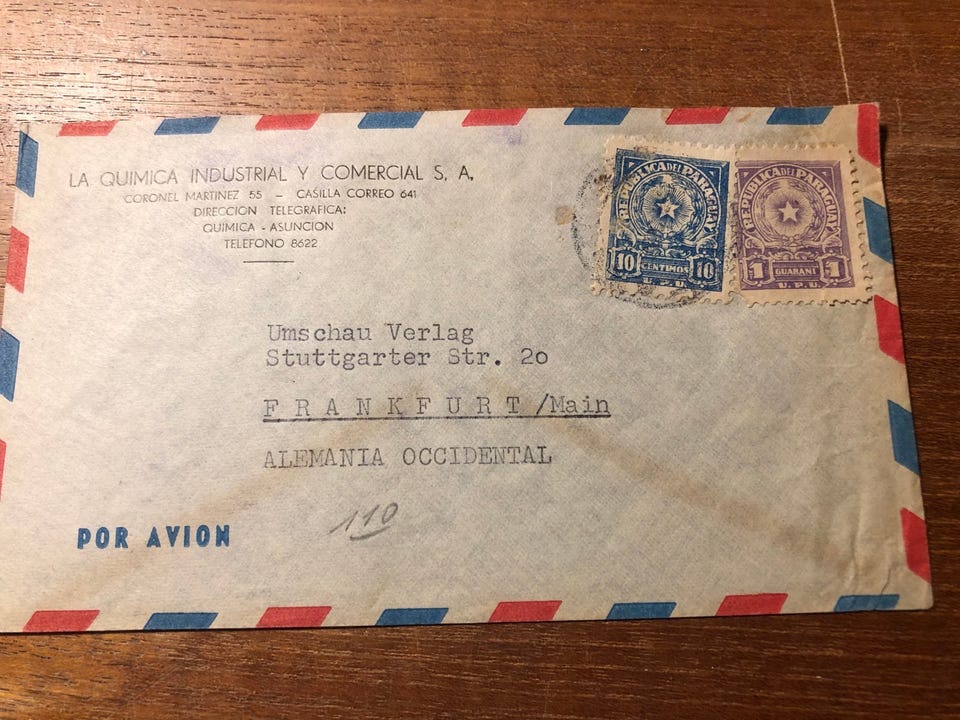 LA QUIMICA INDUSTRIAL Y COMERCIAL S. A.
CORONEL MARTINEZ 55 – CASILLA CORREO 641
DIRECCION TELEGRAFICA:
QUIMICA - ASUNCION
TELEFONO 8622
REPUBLICA DEL PARAGUAY
10 CENTIMOS 10
U.P.U.
REPUBLICA DEL PARAGUAY
1 GUARANI 1
U.P.U.
Umschau Verlag
Stuttgarter Str. 20
F R A N K F U R T /Main
ALEMANIA OCCIDENTAL
110
POR AVION